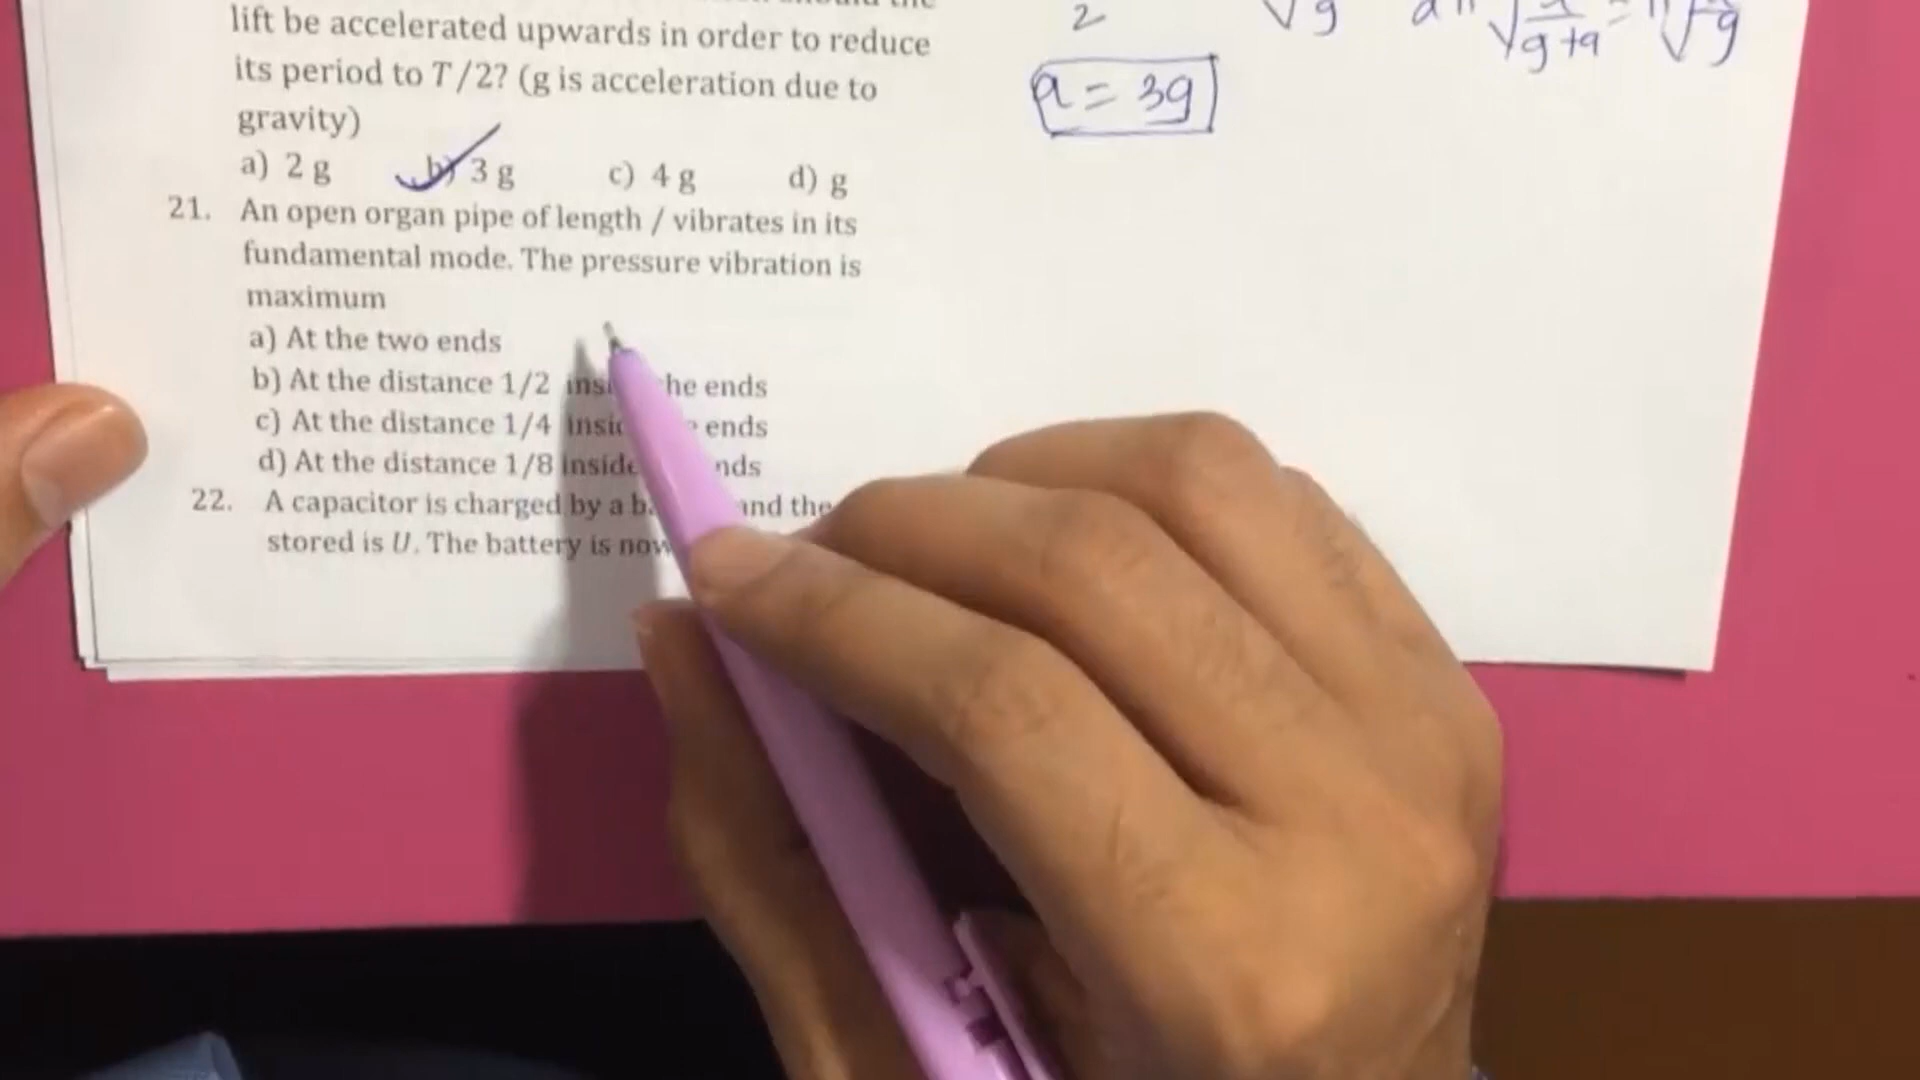 lift be accelerated upwards in order to reduce
its period to T/2? (g is acceleration due to
gravity)
a) 2 g b) 3 g c) 4 g d) g
21. An open organ pipe of length / vibrates in its
fundamental mode. The pressure vibration is
maximum
a) At the two ends
b) At the distance 1/2 he ends
c) At the distance 1/4 ends
d) At the distance 1/8 inside nds
22. A capacitor is charged by a and the
stored is U. The battery is now
2 √g √g+a = √g
a = 3g